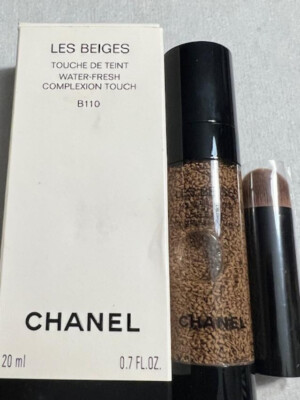 LES BEIGES
TOUCHE DE TEINT
WATER-FRESH
COMPLEXION TOUCH
B110
CHANEL
20 ml 0.7 FL.OZ.
CHANEL